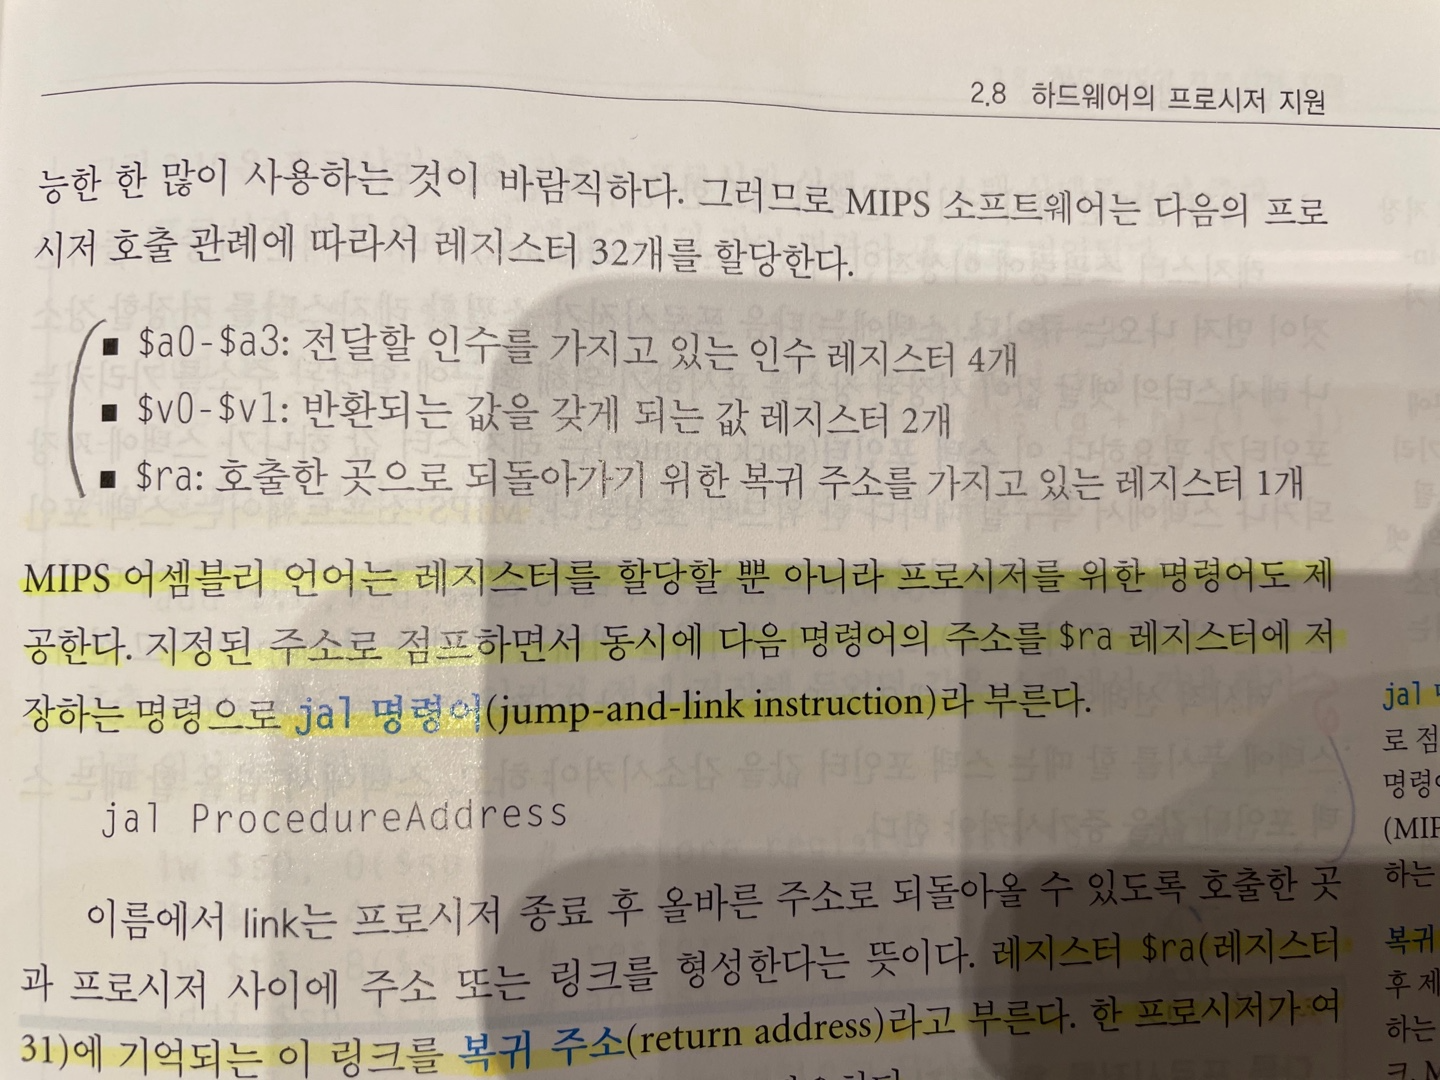 2.8 하드웨어의 프로시저 지원
능한 한 많이 사용하는 것이 바람직하다. 그러므로 MIPS 소프트웨어는 다음의 프로
시저 호출 관례에 따라서 레지스터 32개를 할당한다.
■ $a0-$a3: 전달할 인수를 가지고 있는 인수 레지스터 4개
■ $v0-$v1: 반환되는 값을 갖게 되는 값 레지스터 2개
■ $ra: 호출한 곳으로 되돌아가기 위한 복귀 주소를 가지고 있는 레지스터 1개
MIPS 어셈블리 언어는 레지스터를 할당할 뿐 아니라 프로시저를 위한 명령어도 제
공한다. 지정된 주소로 점프하면서 동시에 다음 명령어의 주소를 $ra 레지스터에 저
장하는 명령으로 jal 명령어(jump-and-link instruction)라 부른다.
jal ProcedureAddress
이름에서 link는 프로시저 종료 후 올바른 주소로 되돌아올 수 있도록 호출한 곳
과 프로시저 사이에 주소 또는 링크를 형성한다는 뜻이다. 레지스터 $ra(레지스터
31)에 기억되는 이 링크를 복귀 주소(return address)라고 부른다. 한 프로시저가 여
jal
로 점
명령어
(MIP
하는
복귀
후 제
하는